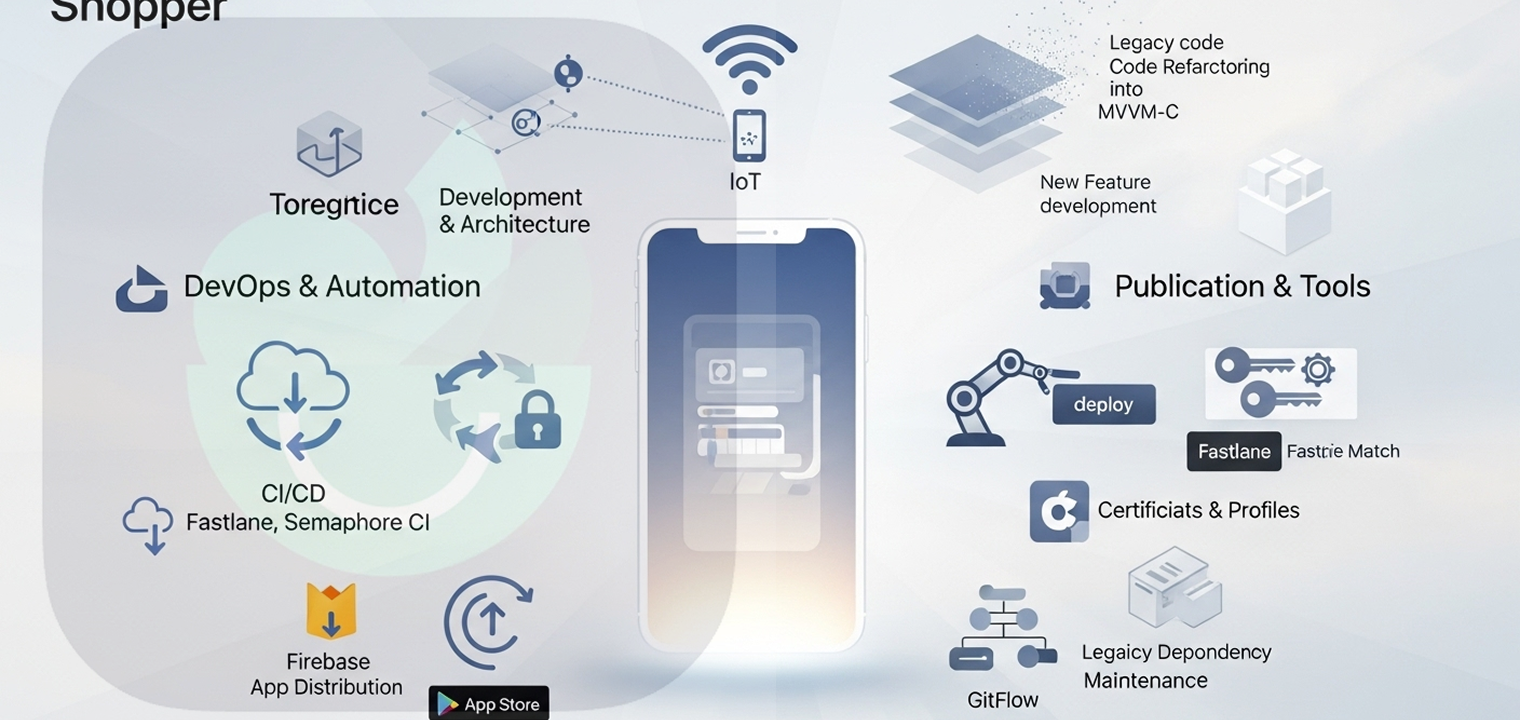 Shopper
Legacy code
Code Refarctoring
into
MVVM-C
IoT
New Feature
development
Toregrtice
Development
& Architecture
DevOps & Automation
Publication & Tools
deploy
Fastlane
Fastrie Match
CI/CD
Fastlane, Semaphore CI
Certificiats & Profiles
Firebase
App Distribution
App Store
Legaicy Depondency
Maintenance
GitFlow